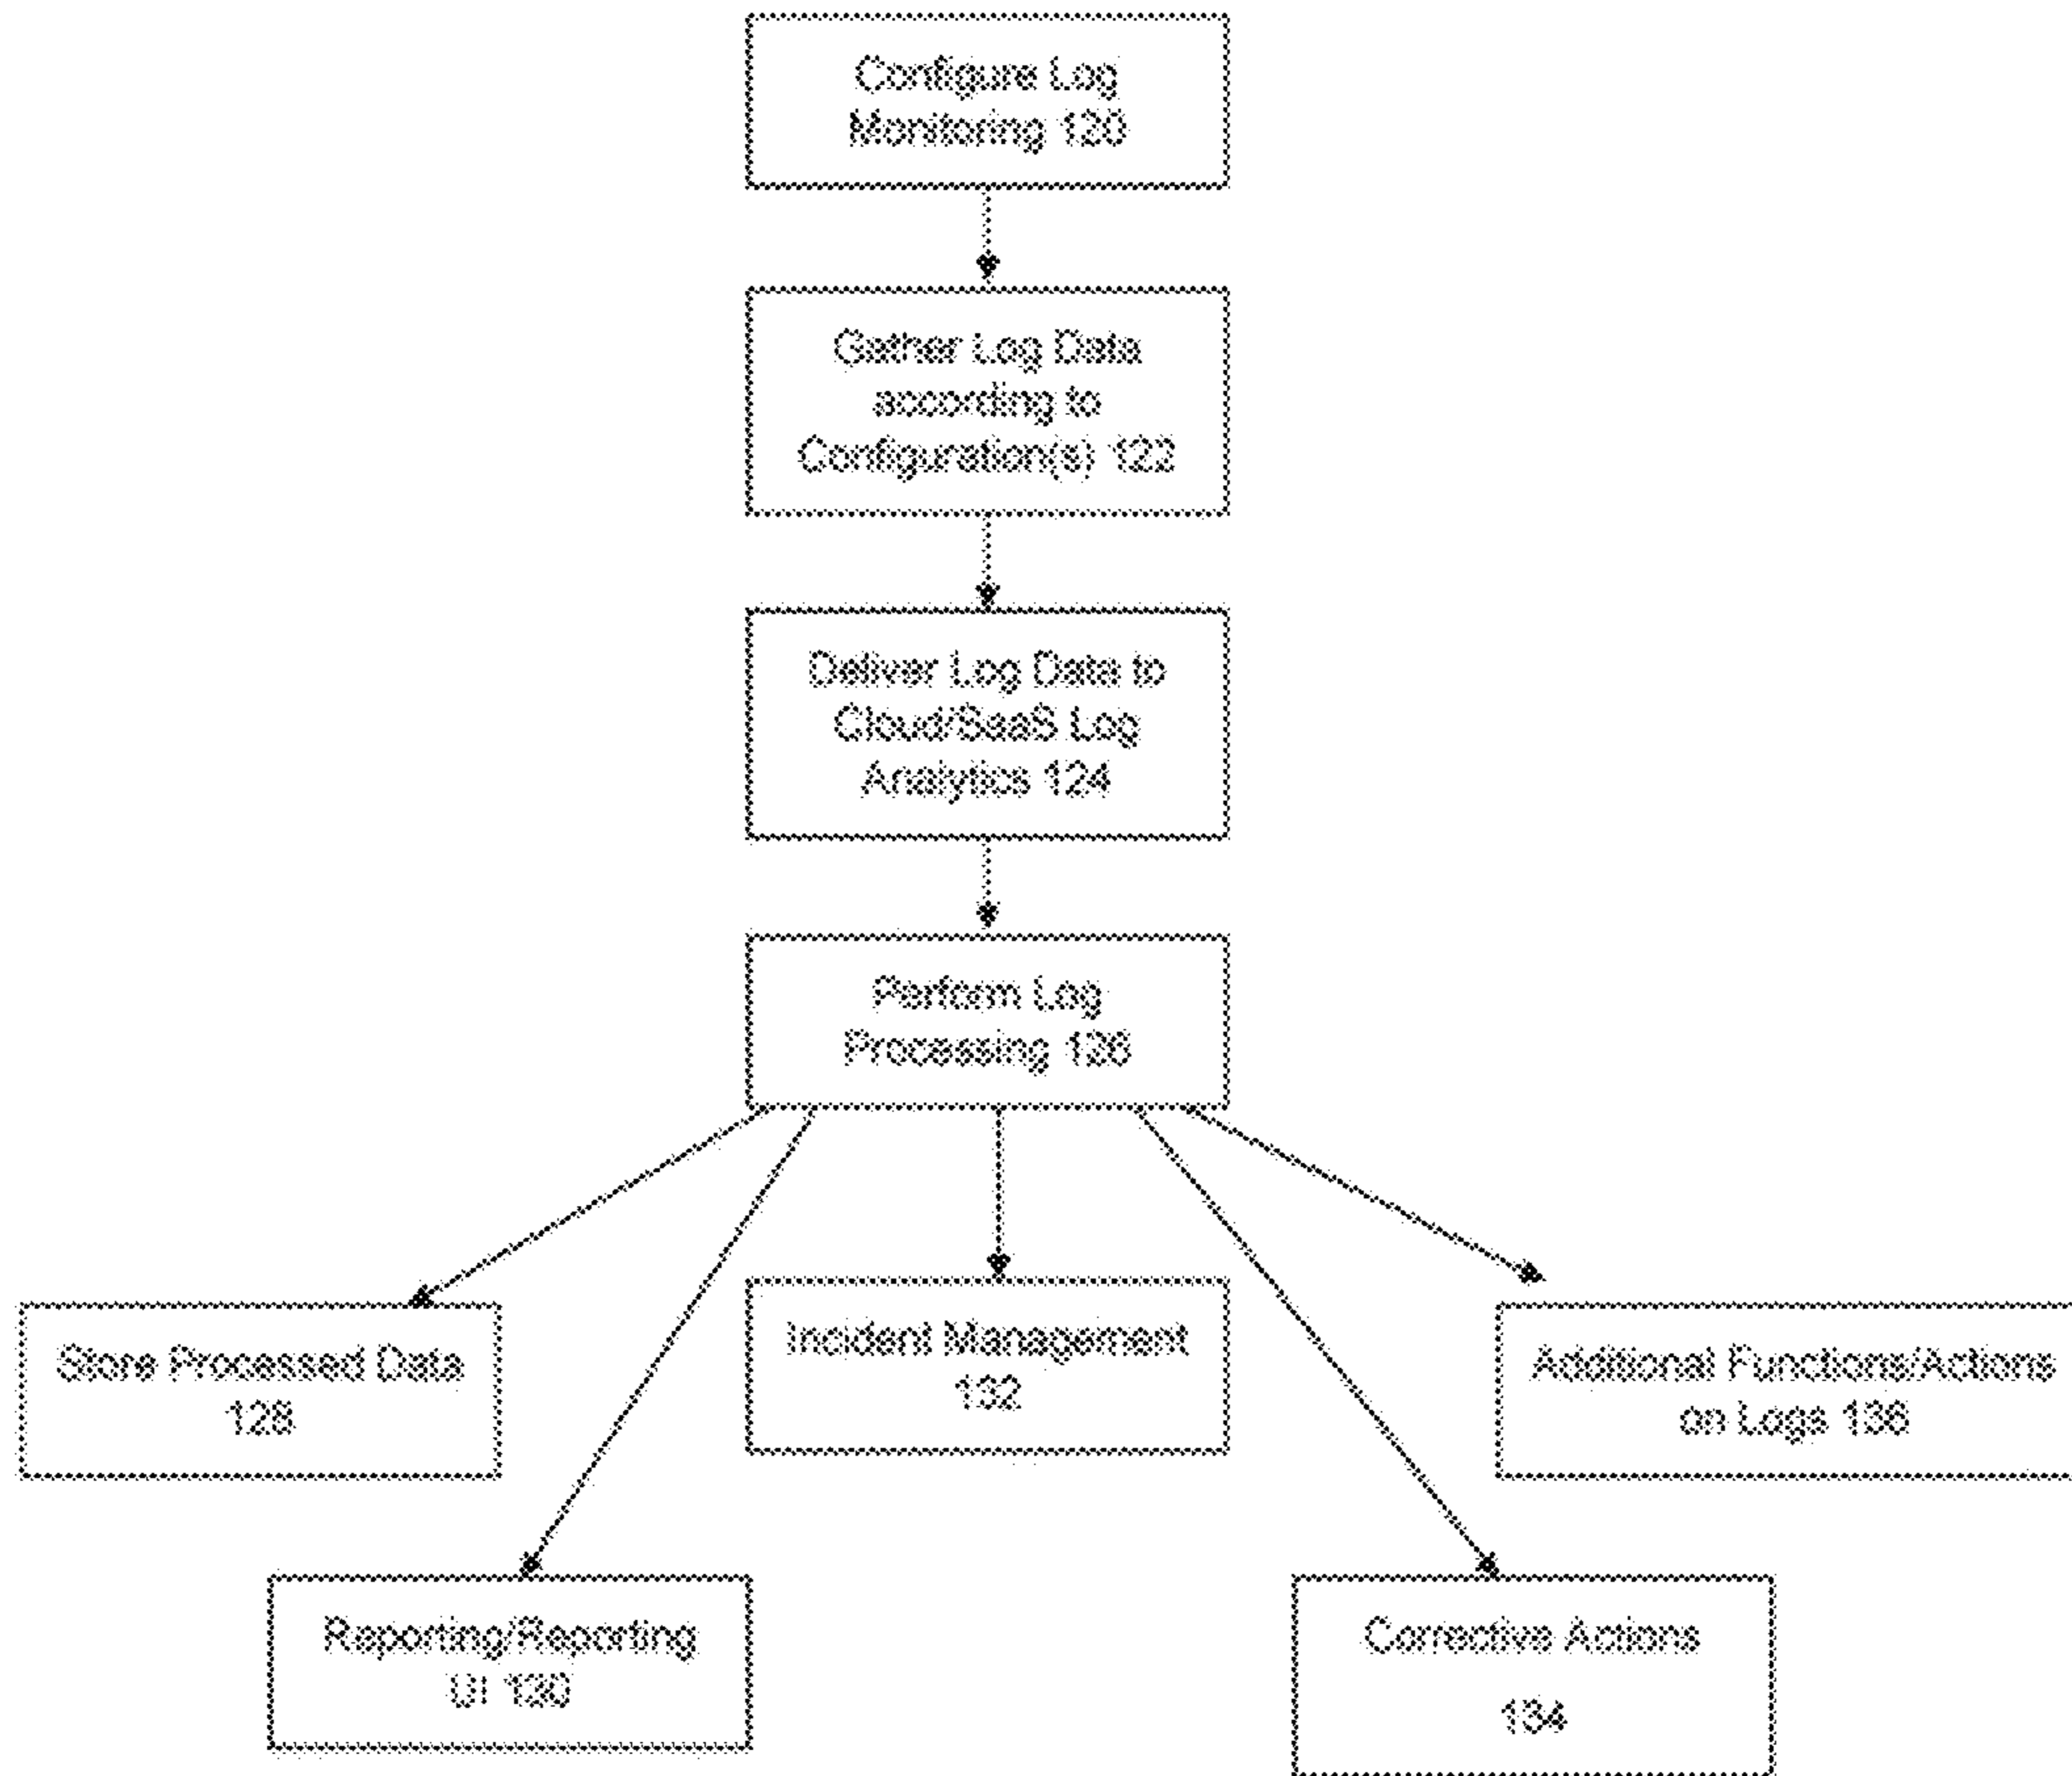 Configure Log
Monitoring 120
Gather Log Data
according to
Configuration(s) 122
Deliver Log Data to
Cloud/SaaS Log
Analytics 124
Perform Log
Processing 126
Store Processed Data
128
Incident Management
132
Additional Functions/Actions
on Logs 136
Reporting/Reporting
UI 130
Corrective Actions
134